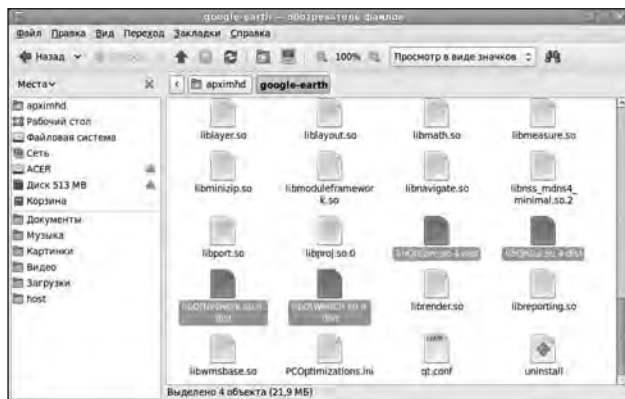 google-earth — обозреватель файлов
Файл Правка Вид Переход Закладки Справка
Назад 100% Просмотр в виде значков
Места apximhd google-earth
apximhd
Рабочий стол
Файловая система
Сеть
ACER
Диск 513 MB
Корзина
Документы
Музыка
Картинки
Видео
Загрузки
host
liblayer.so liblayout.so libmath.so libmeasure.so
libminizip.so libmoduleframewor libnavigate.so libnss_mdns4_
k.so minimal.so.2
libport.so libproj.so.0
librender.so libreporting.so
libwmsbase.so PCOptimizations.ini qt.conf uninstall
Выделено 4 объекта (21,9 МБ)